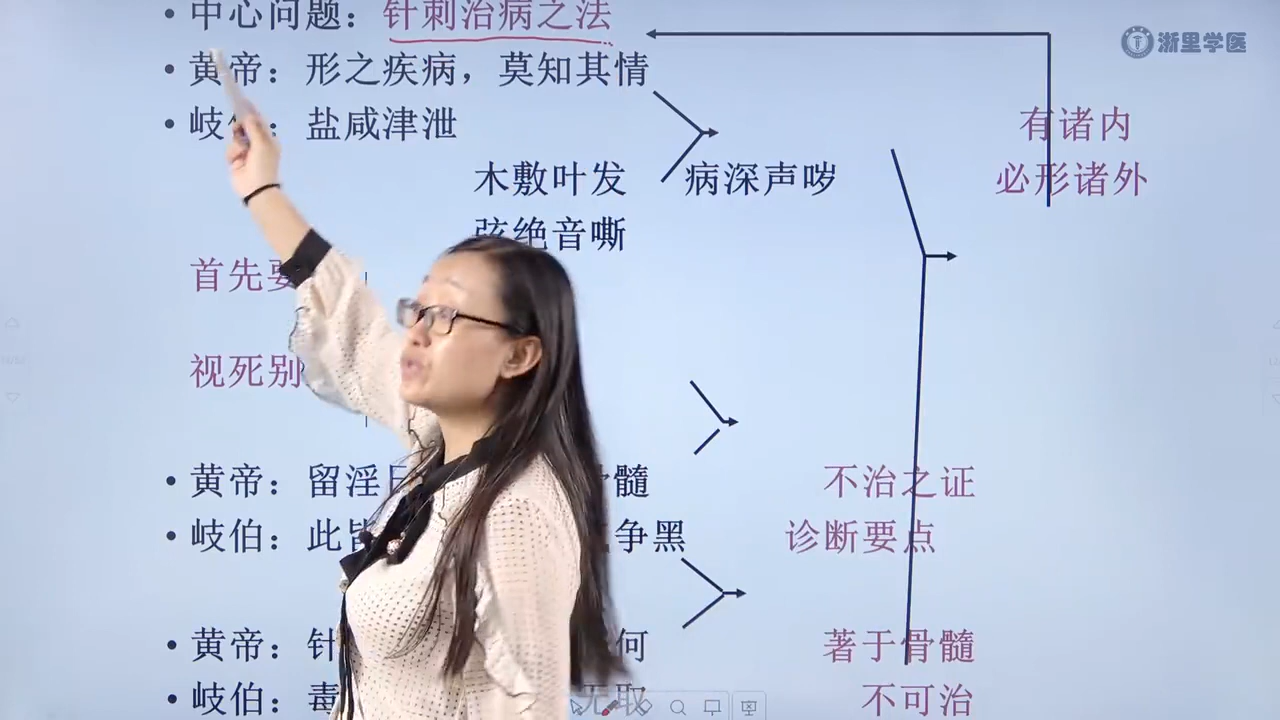 中心问题：针刺治病之法
浙里学医
黄帝：形之疾病，莫知其情
岐伯：盐咸津泄
有诸内
木敷叶发 病深声哕
必形诸外
弦绝音嘶
首先要
视死别
黄帝：留淫日 骨髓
不治之证
岐伯：此皆 争黑
诊断要点
黄帝：针 何
著于骨髓
岐伯：毒 无取
不可治